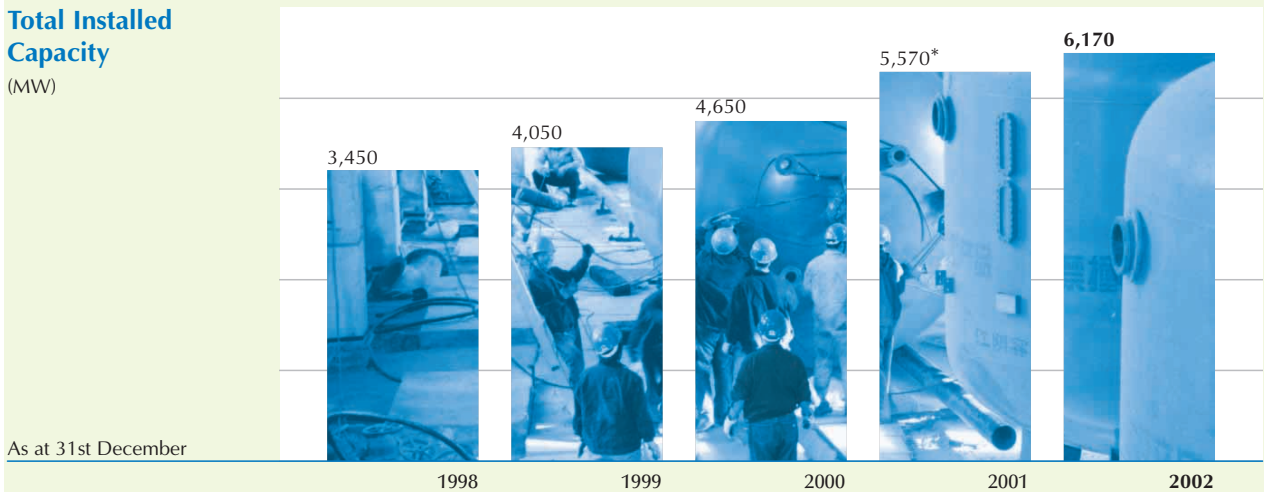 Total Installed
Capacity
(MW)
3,450
4,050
4,650
5,570*
6,170
As at 31st December
1998
1999
2000
2001
2002